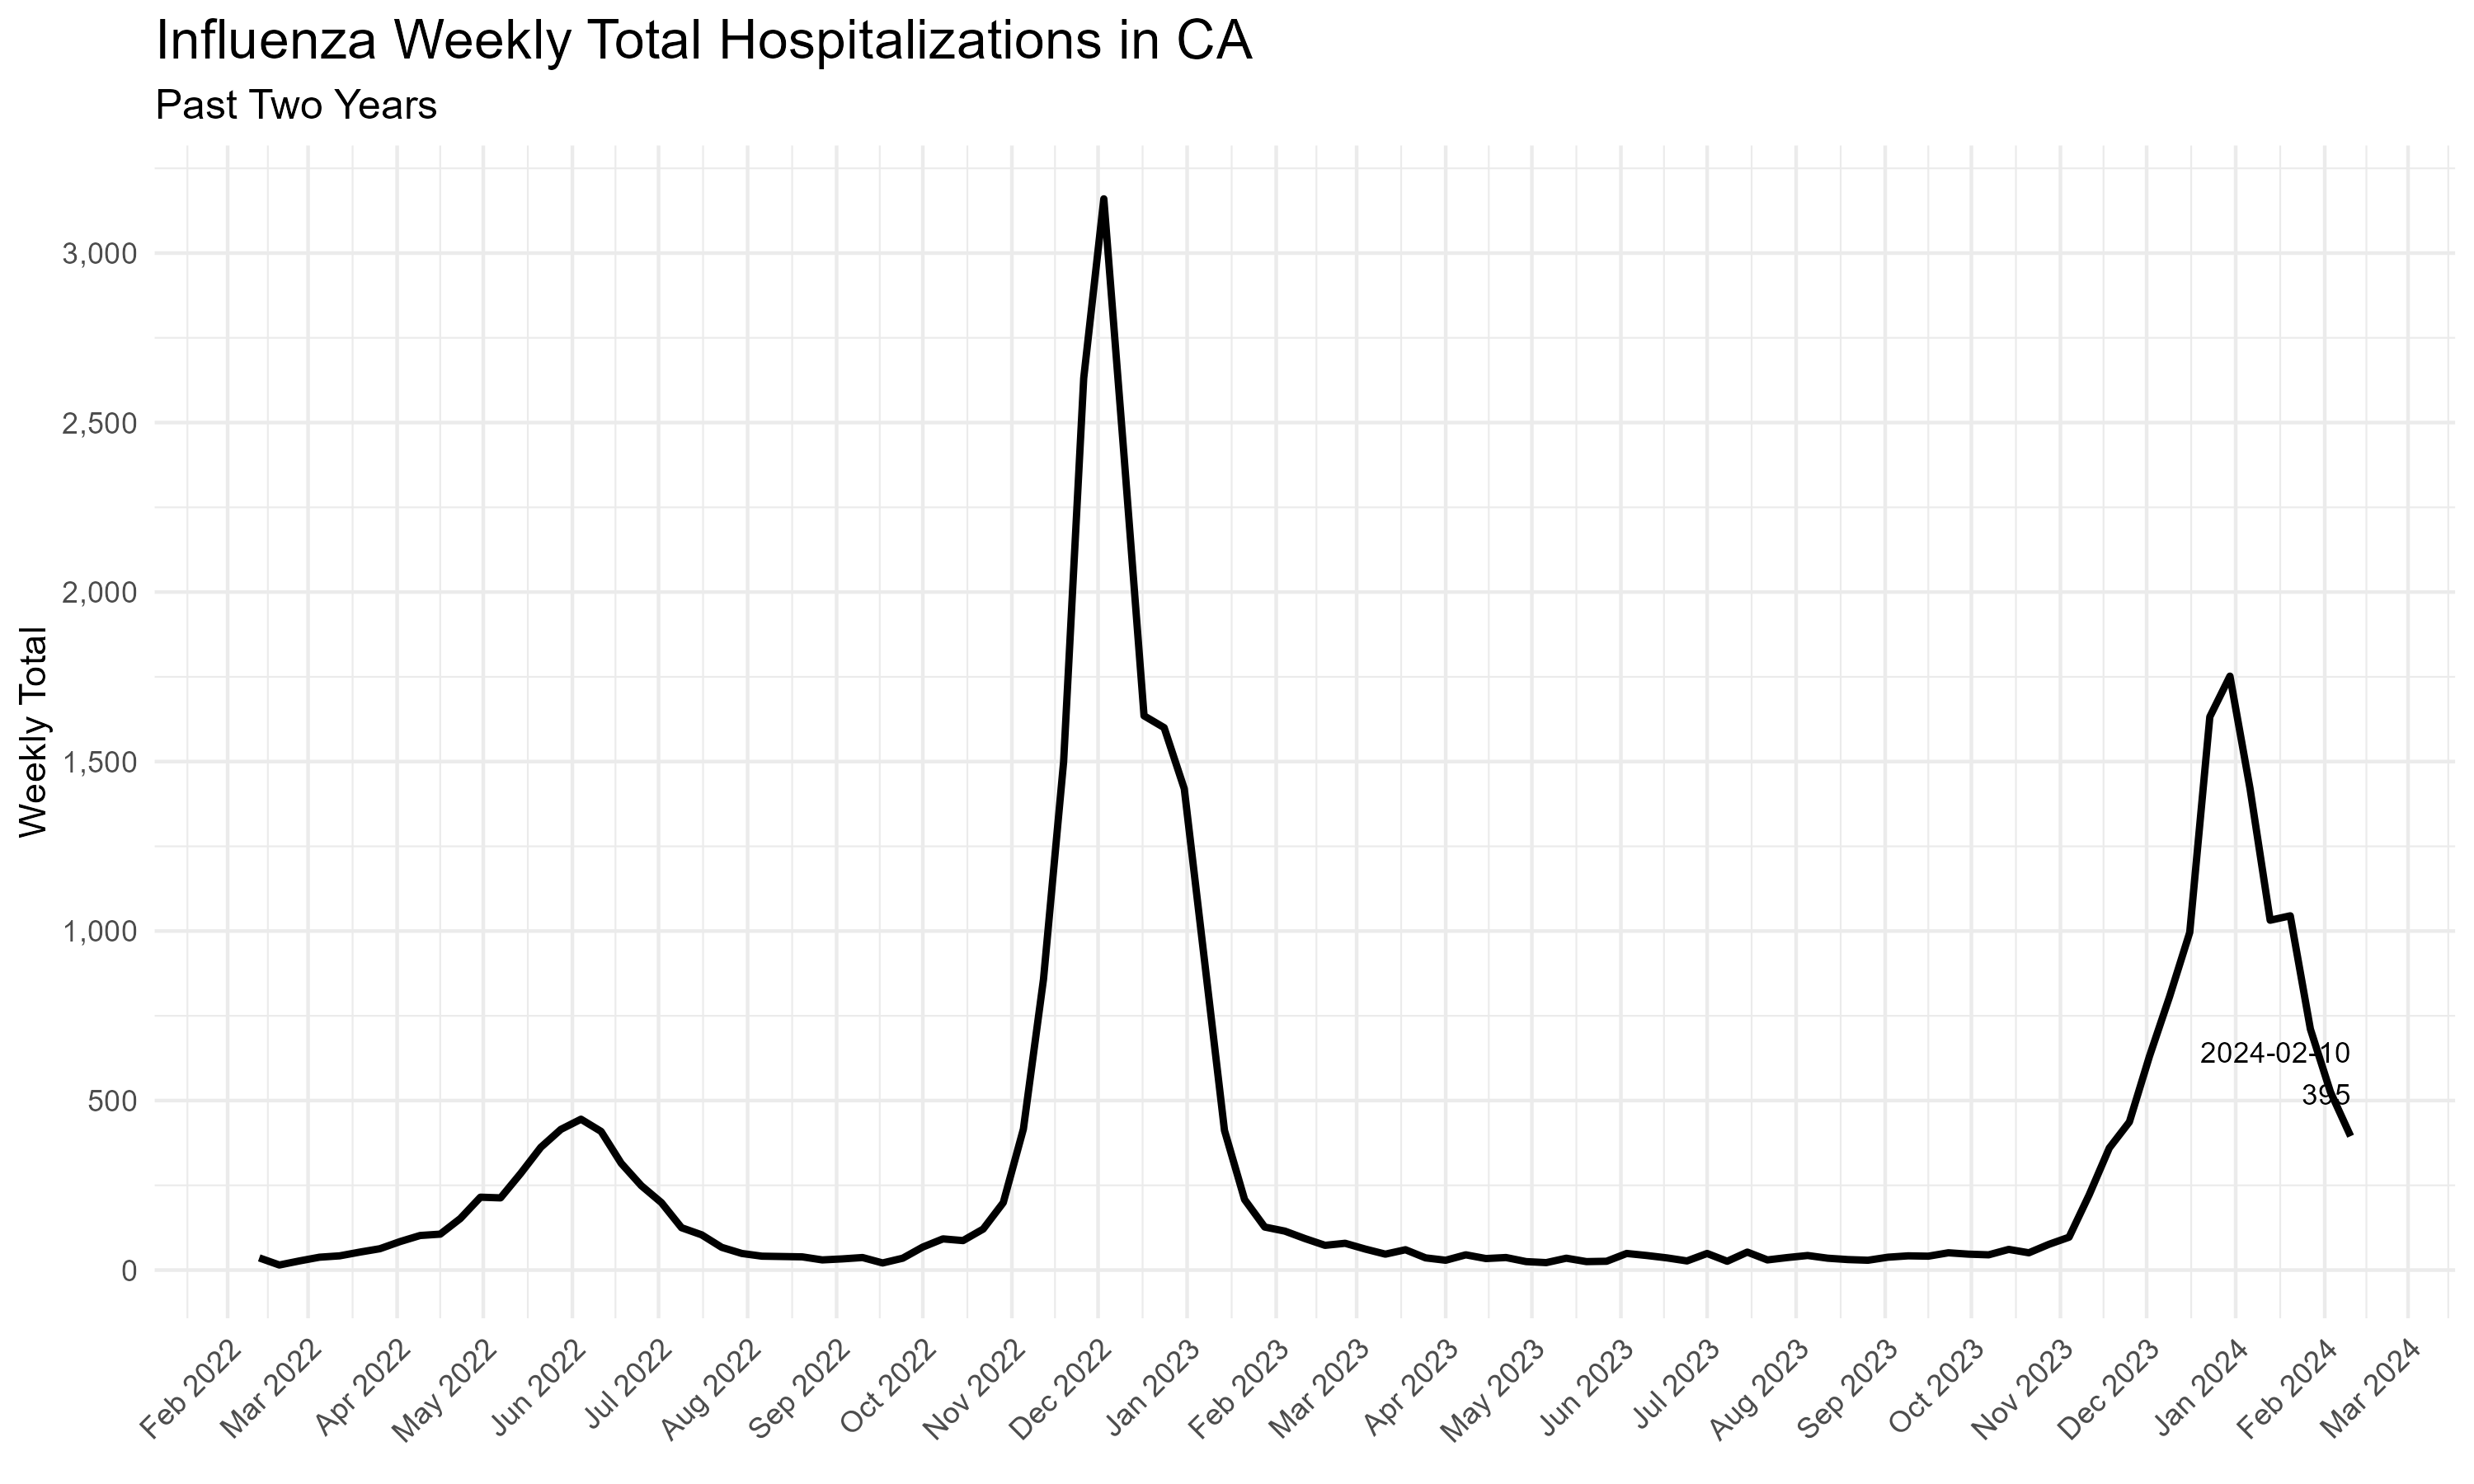 Influenza Weekly Total Hospitalizations in CA
Past Two Years
Weekly Total
3,000
2,500
2,000
1,500
1,000
500
0
2024-02-10
395
Feb 2022
Mar 2022
Apr 2022
May 2022
Jun 2022
Jul 2022
Aug 2022
Sep 2022
Oct 2022
Nov 2022
Dec 2022
Jan 2023
Feb 2023
Mar 2023
Apr 2023
May 2023
Jun 2023
Jul 2023
Aug 2023
Sep 2023
Oct 2023
Nov 2023
Dec 2023
Jan 2024
Feb 2024
Mar 2024